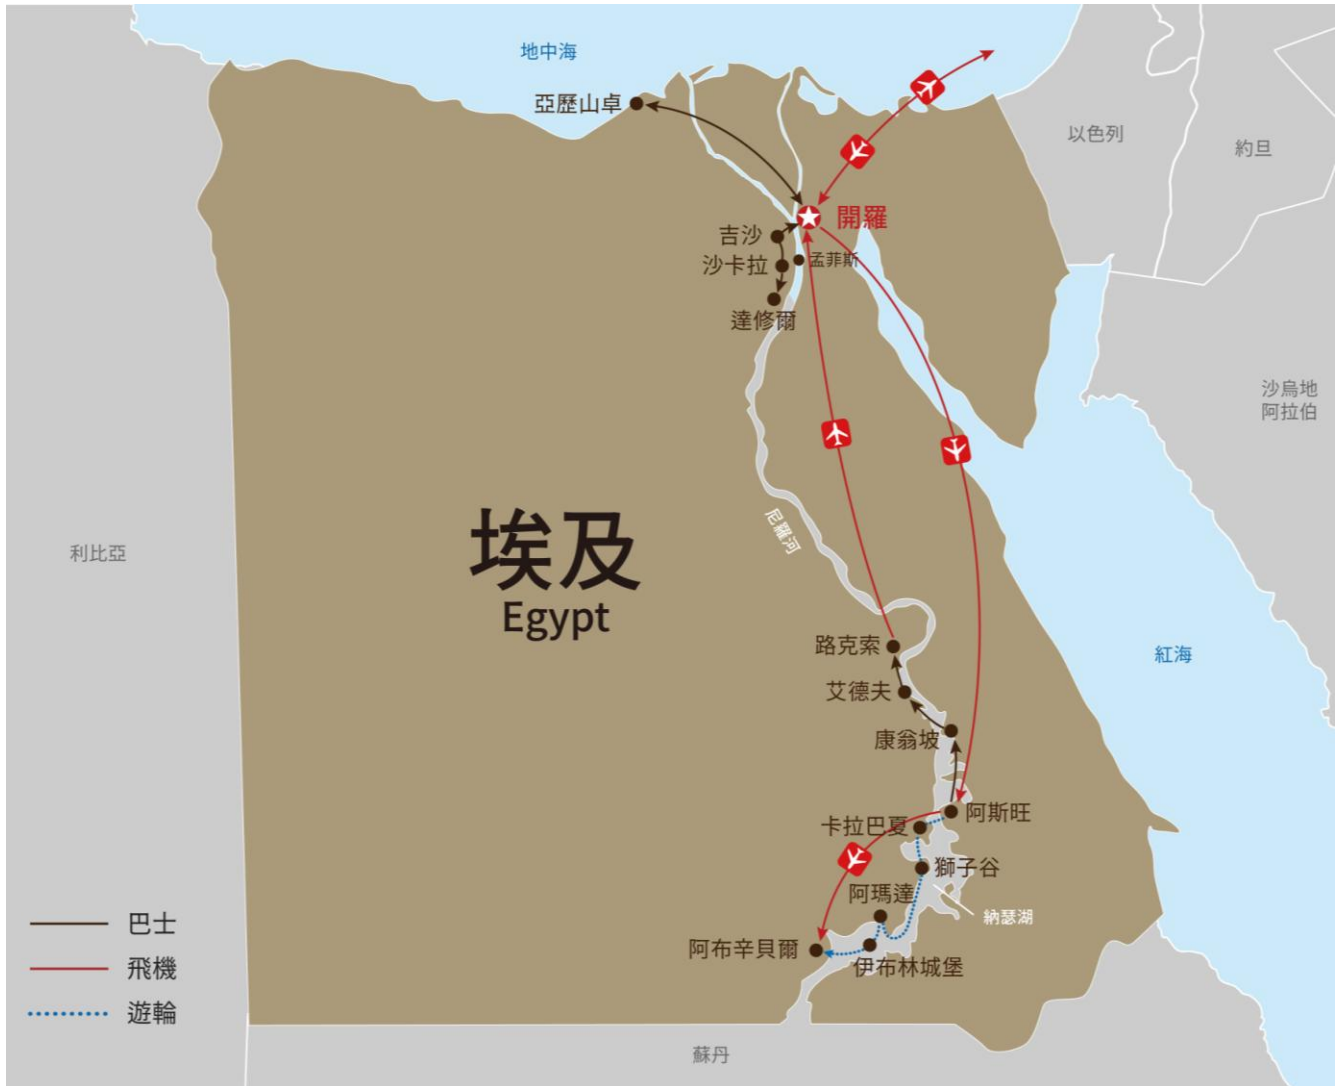 地中海
亞歷山卓
以色列
約旦
開羅
吉沙
沙卡拉
孟菲斯
達修爾
沙烏地
阿拉伯
埃及
Egypt
尼羅河
利比亞
路克索
紅海
艾德夫
康翁坡
阿斯旺
卡拉巴夏
獅子谷
阿瑪達
納瑟湖
阿布辛貝爾
伊布林城堡
巴士
飛機
遊輪
蘇丹